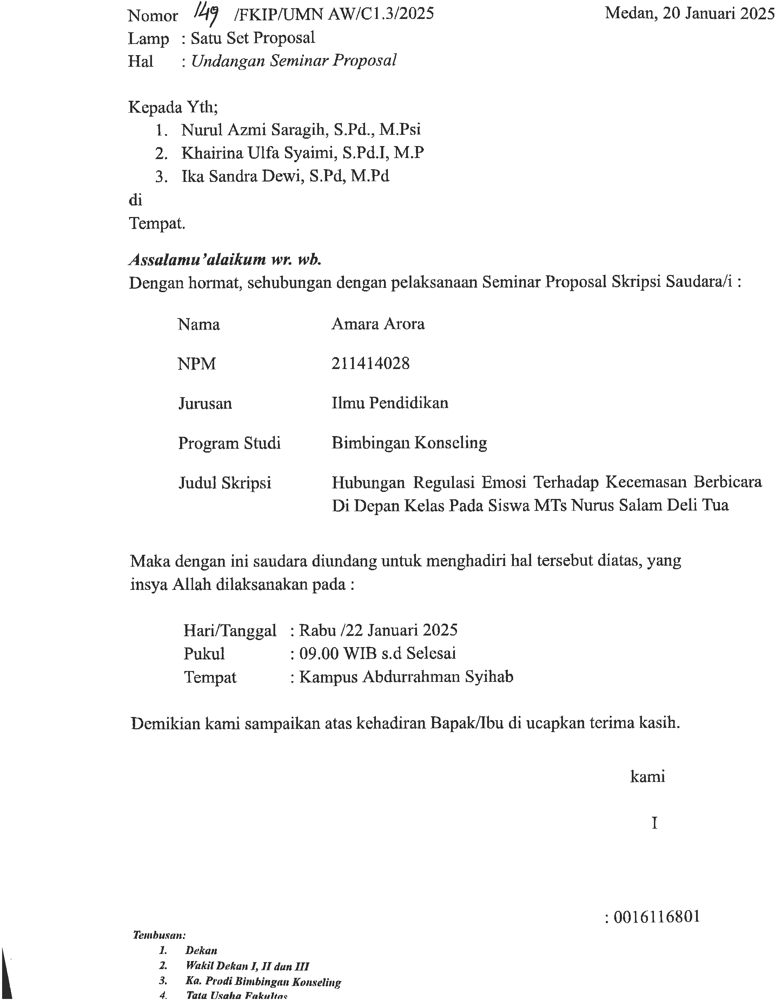 Nomor 149 /FKIP/UMN AW/C1.3/2025 Medan, 20 Januari 2025
Lamp : Satu Set Proposal
Hal : Undangan Seminar Proposal
Kepada Yth;
1. Nurul Azmi Saragih, S.Pd., M.Psi
2. Khairina Ulfa Syaimi, S.Pd.I, M.P
3. Ika Sandra Dewi, S.Pd, M.Pd
di
Tempat.
Assalamu'alaikum wr. wb.
Dengan hormat, sehubungan dengan pelaksanaan Seminar Proposal Skripsi Saudara/i :
Nama Amara Arora
NPM 211414028
Jurusan Ilmu Pendidikan
Program Studi Bimbingan Konseling
Judul Skripsi Hubungan Regulasi Emosi Terhadap Kecemasan Berbicara
Di Depan Kelas Pada Siswa MTs Nurus Salam Deli Tua
Maka dengan ini saudara diundang untuk menghadiri hal tersebut diatas, yang
insya Allah dilaksanakan pada :
Hari/Tanggal : Rabu /22 Januari 2025
Pukul : 09.00 WIB s.d Selesai
Tempat : Kampus Abdurrahman Syihab
Demikian kami sampaikan atas kehadiran Bapak/Ibu di ucapkan terima kasih.
kami
I
: 0016116801
Tembusan:
1. Dekan
2. Wakil Dekan I, II dan III
3. Ka. Prodi Bimbingan Konseling
4. Tata Usaha Fakultas